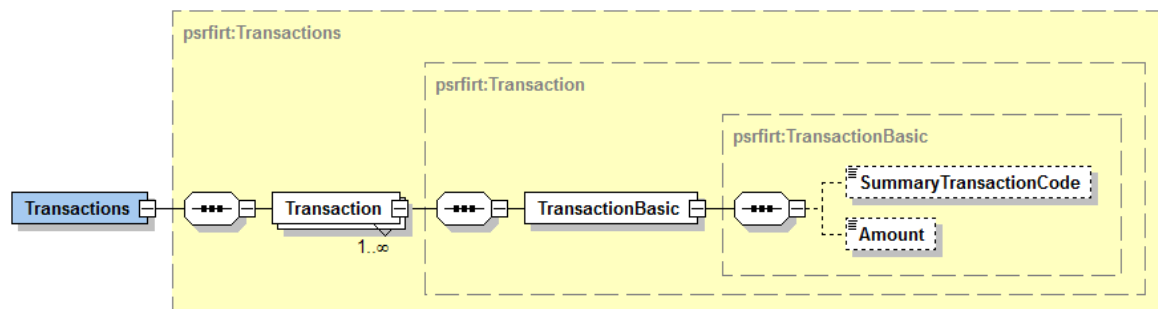 psrfirt:Transactions
psrfirt:Transaction
psrfirt:TransactionBasic
Transactions
Transaction
1..∞
TransactionBasic
SummaryTransactionCode
Amount